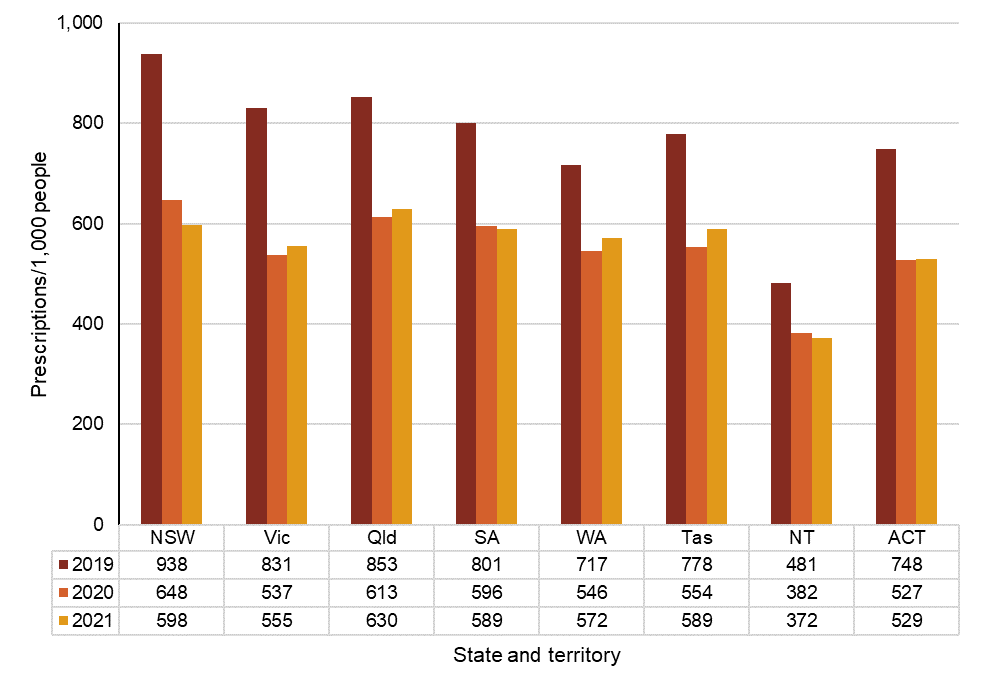 1,000
800
600
400
200
0
Prescriptions/1,000 people
NSW Vic Qld SA WA Tas NT ACT
2019 938 831 853 801 717 778 481 748
2020 648 537 613 596 546 554 382 527
2021 598 555 630 589 572 589 372 529
State and territory